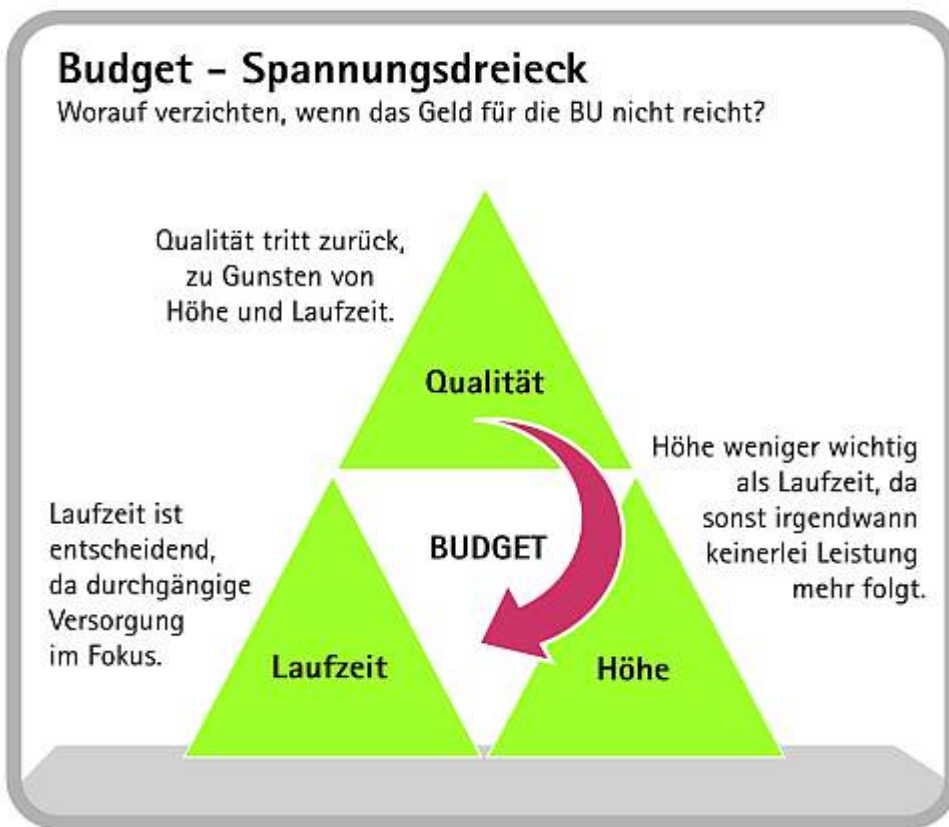 Budget – Spannungsdreieck
Worauf verzichten, wenn das Geld für die BU nicht reicht?
Qualität tritt zurück,
zu Gunsten von
Höhe und Laufzeit.
Qualität
Höhe weniger wichtig
als Laufzeit, da
sonst irgendwann
keinerlei Leistung
mehr folgt.
Laufzeit ist
entscheidend,
da durchgängige
Versorgung
im Fokus.
BUDGET
Laufzeit
Höhe